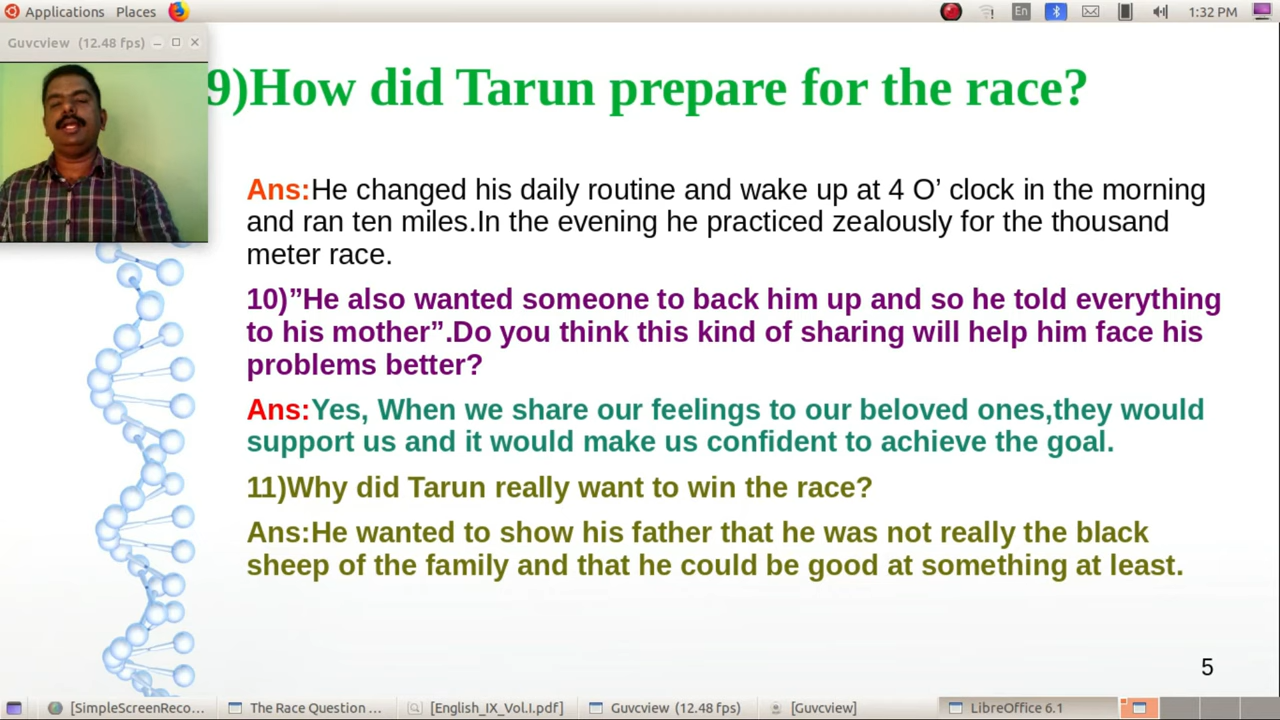 Applications Places En 1:32 PM
Guvcview (12.48 fps)
9)How did Tarun prepare for the race?
Ans:He changed his daily routine and wake up at 4 O’ clock in the morning
and ran ten miles.In the evening he practiced zealously for the thousand
meter race.
10)”He also wanted someone to back him up and so he told everything
to his mother”.Do you think this kind of sharing will help him face his
problems better?
Ans:Yes, When we share our feelings to our beloved ones,they would
support us and it would make us confident to achieve the goal.
11)Why did Tarun really want to win the race?
Ans:He wanted to show his father that he was not really the black
sheep of the family and that he could be good at something at least.
5
[SimpleScreenReco... The Race Question ... [English_IX_Vol.I.pdf] Guvcview (12.48 fps) [Guvcview] LibreOffice 6.1